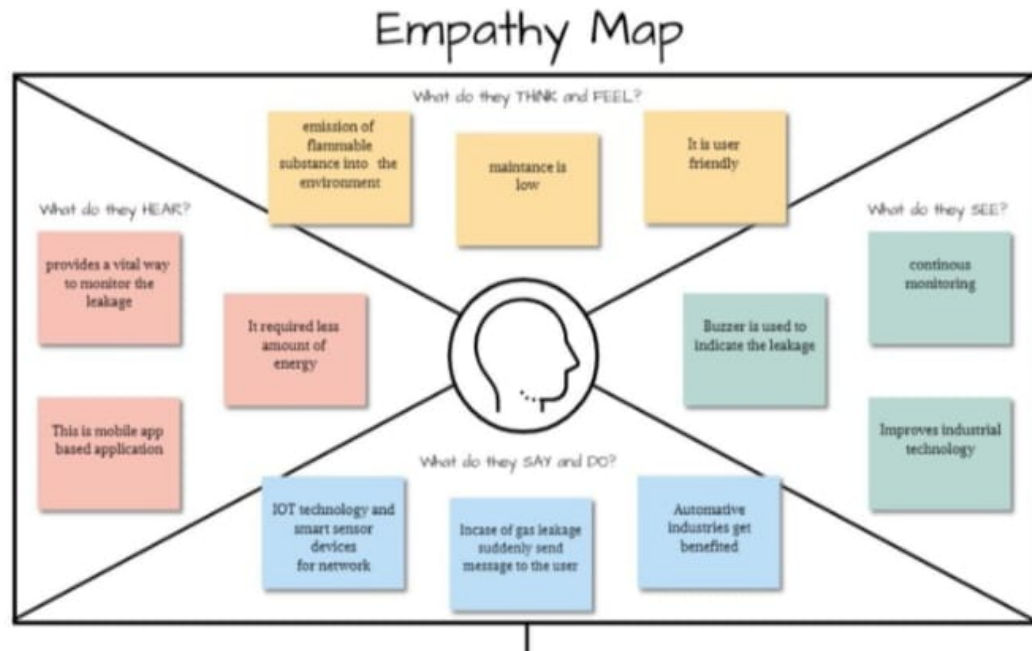 Empathy Map
What do they THINK and FEEL?
emission of
flammable
substance into the
environment
maintance is
low
It is user
friendly
What do they HEAR?
provides a vital way
to monitor the
leakage
It required less
amount of
energy
This is mobile app
based application
What do they SEE?
continous
monitoring
Buzzer is used to
indicate the leakage
Improves industrial
technology
What do they SAY and DO?
IOT technology and
smart sensor
devices
for network
Incase of gas leakage
suddenly send
message to the user
Automative
industries get
benefited